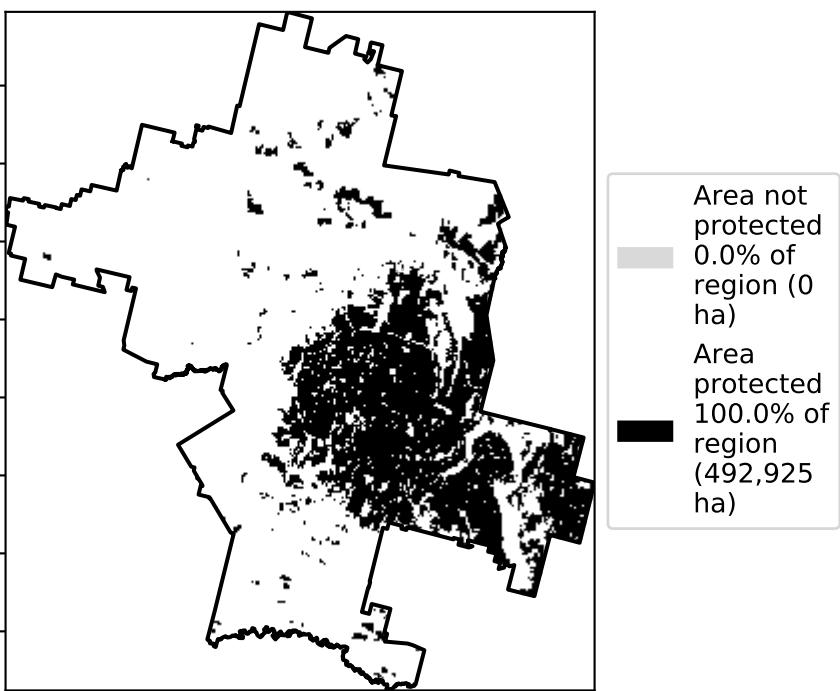 Area not
protected
0.0% of
region (0
ha)
Area
protected
100.0% of
region
(492,925
ha)